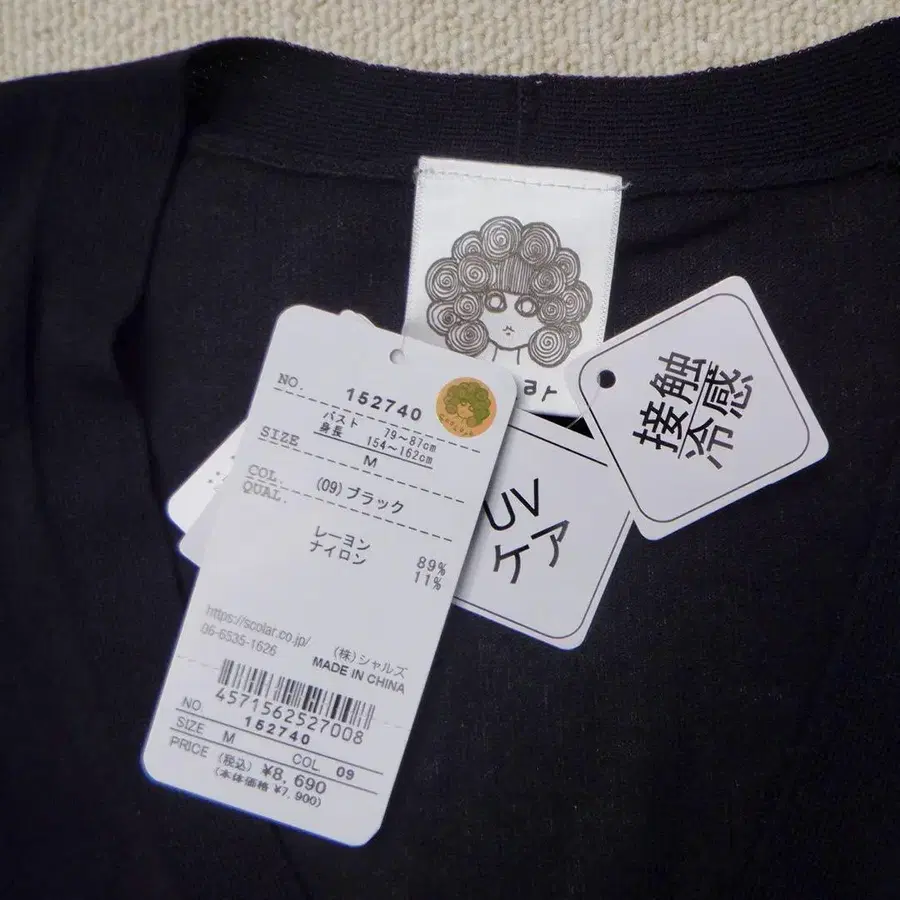 NO. 152740
バスト 79～87cm
身長 154～162cm
SIZE M
COL. (09)ブラック
QUAL.
レーヨン 89%
ナイロン 11%
https://scolar.co.jp/
06-6535-1626
(株)シャルズ
MADE IN CHINA
4571562527008
NO. 152740
SIZE M COL. 09
PRICE (税込) ¥8,690
(本体価格 ¥7,900)
ar
UV
ケア
接触
冷感